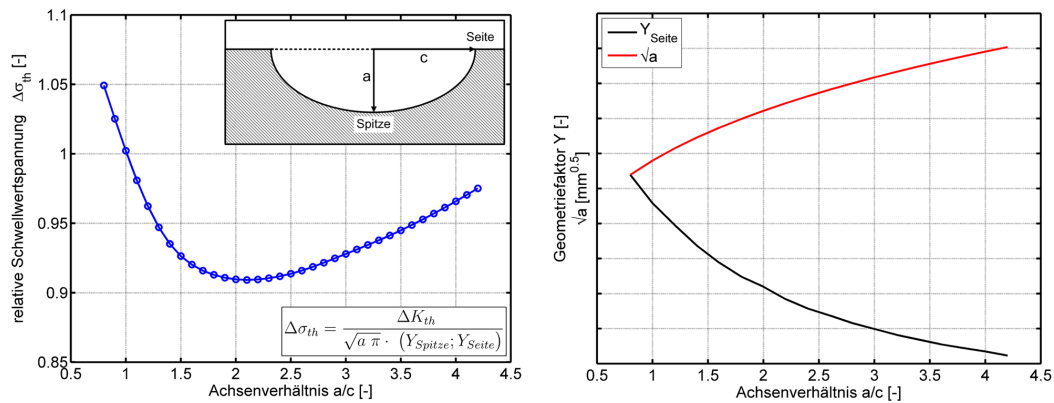 1.1
1.05
1
0.95
0.9
0.85
relative Schwellwertspannung Δσth [-]
Seite
a
c
Spitze
Δσth = ΔKth / √(a π) · (YSpitze; YSeite)
0.5 1 1.5 2 2.5 3 3.5 4 4.5
Achsenverhältnis a/c [-]
YSeite
√a
Geometriefaktor Y [-]
√a [mm^0.5]
0.5 1 1.5 2 2.5 3 3.5 4 4.5
Achsenverhältnis a/c [-]